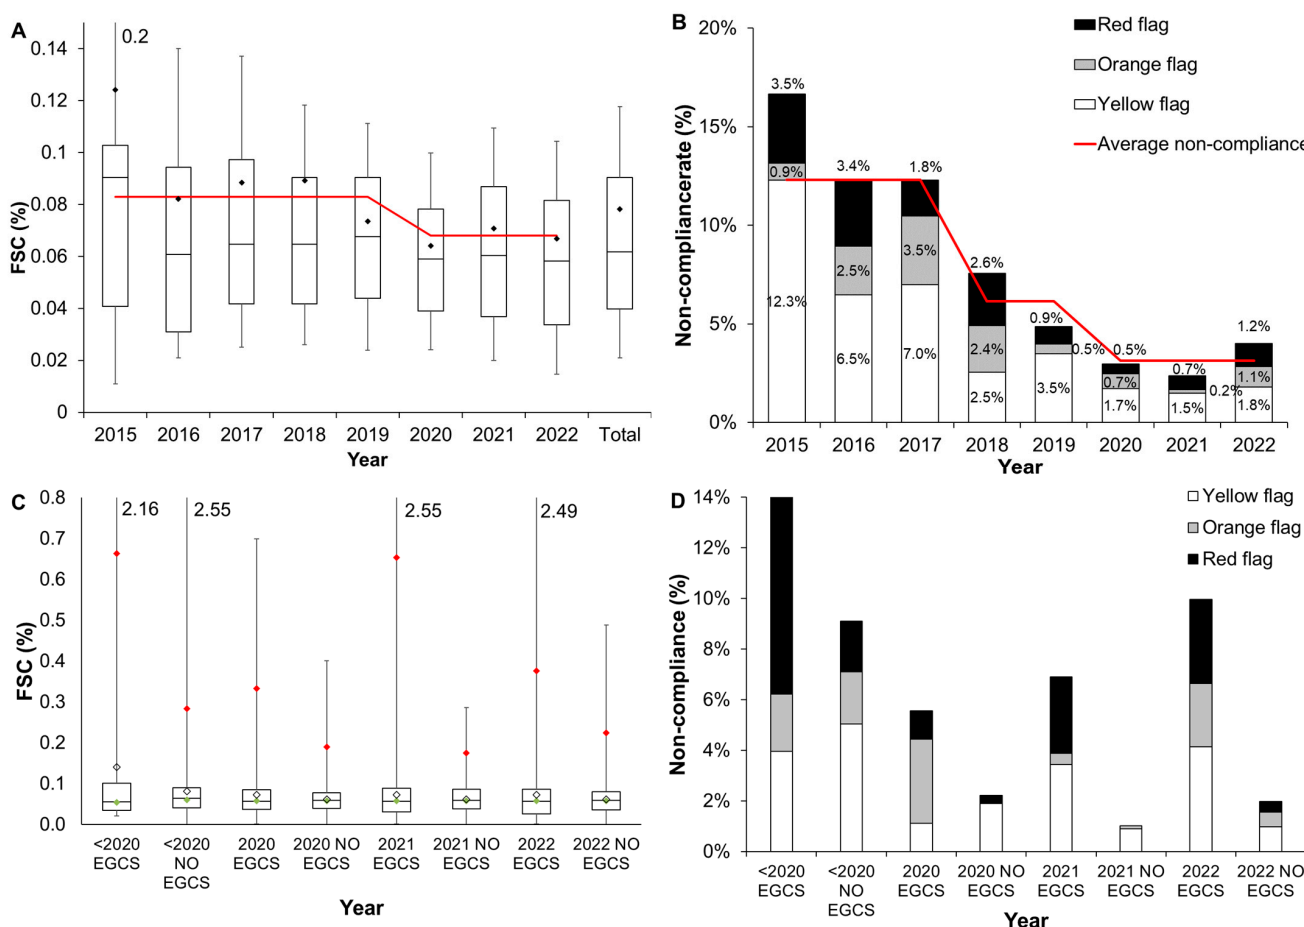 A
0.2
0.14
0.12
0.1
0.08
0.06
0.04
0.02
0
FSC (%)
2015 2016 2017 2018 2019 2020 2021 2022 Total
Year
B
Red flag
Orange flag
Yellow flag
Average non-compliance
20%
15%
10%
5%
0%
Non-compliancerate (%)
3.5%
0.9%
12.3%
3.4%
2.5%
6.5%
1.8%
3.5%
7.0%
2.6%
2.4%
2.5%
0.9%
0.5%
3.5%
0.5%
0.7%
1.7%
0.7%
0.2%
1.5%
1.2%
1.1%
1.8%
2015 2016 2017 2018 2019 2020 2021 2022
Year
C
2.16
2.55
2.55
2.49
0.8
0.7
0.6
0.5
0.4
0.3
0.2
0.1
0.0
FSC (%)
<2020 EGCS
<2020 NO EGCS
2020 EGCS
2020 NO EGCS
2021 EGCS
2021 NO EGCS
2022 EGCS
2022 NO EGCS
Year
D
Yellow flag
Orange flag
Red flag
14%
12%
10%
8%
6%
4%
2%
0%
Non-compliance (%)
<2020 EGCS
<2020 NO EGCS
2020 EGCS
2020 NO EGCS
2021 EGCS
2021 NO EGCS
2022 EGCS
2022 NO EGCS
Year